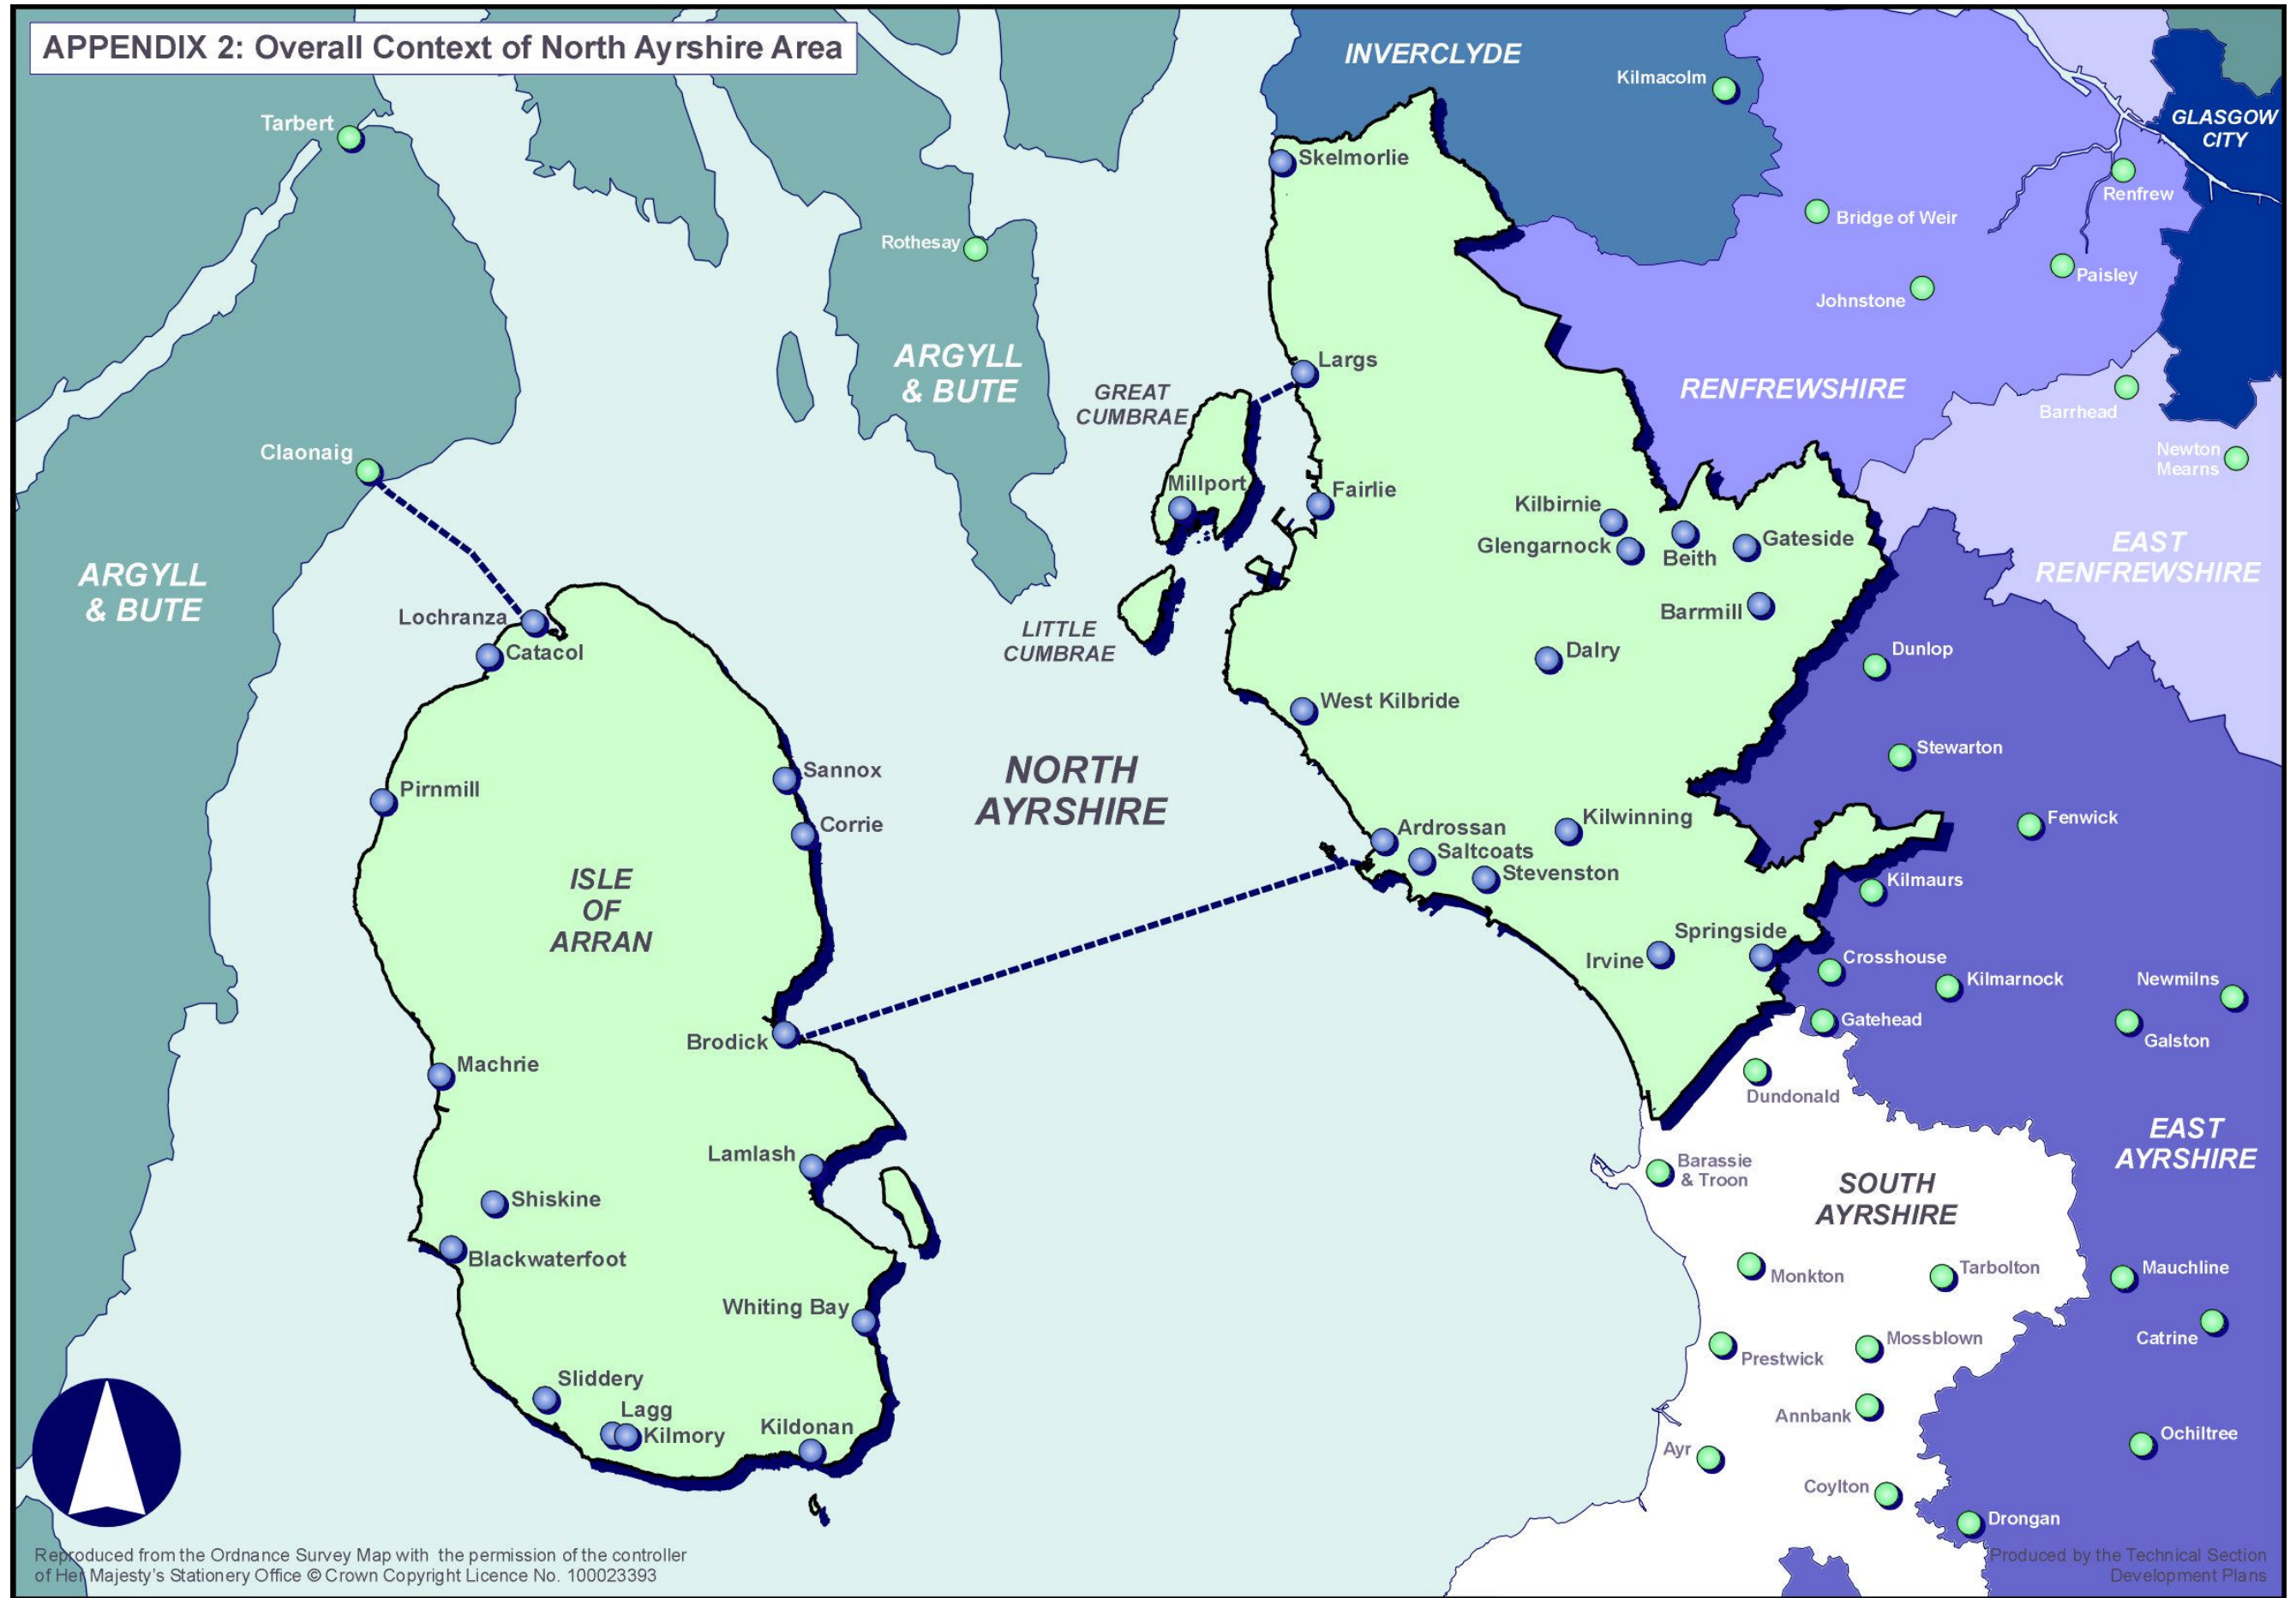 APPENDIX 2: Overall Context of North Ayrshire Area
INVERCLYDE
Kilmacolm
GLASGOW
CITY
Tarbert
Skelmorlie
Renfrew
Bridge of Weir
Rothesay
Paisley
Johnstone
ARGYLL
& BUTE
Largs
GREAT
CUMBRAE
RENFREWSHIRE
Barrhead
Claonaig
Newton
Mearns
Millport
Fairlie
Kilbirnie
Glengarnock
Beith
Gateside
EAST
RENFREWSHIRE
ARGYLL
& BUTE
Lochranza
Catacol
LITTLE
CUMBRAE
Barrmill
Dalry
Dunlop
West Kilbride
Stewarton
Sannox
NORTH
AYRSHIRE
Pirnmill
Corrie
Ardrossan
Saltcoats
Stevenston
Kilwinning
Fenwick
ISLE
OF
ARRAN
Kilmaurs
Springside
Irvine
Crosshouse
Kilmarnock
Newmilns
Brodick
Gatehead
Galston
Machrie
Dundonald
EAST
AYRSHIRE
Lamlash
Barassie
& Troon
SOUTH
AYRSHIRE
Shiskine
Blackwaterfoot
Monkton
Tarbolton
Mauchline
Whiting Bay
Mossblown
Catrine
Prestwick
Sliddery
Lagg
Kilmory
Kildonan
Annbank
Ayr
Ochiltree
Coylton
Drongan
Reproduced from the Ordnance Survey Map with the permission of the controller
of Her Majesty's Stationery Office © Crown Copyright Licence No. 100023393
Produced by the Technical Section
Development Plans